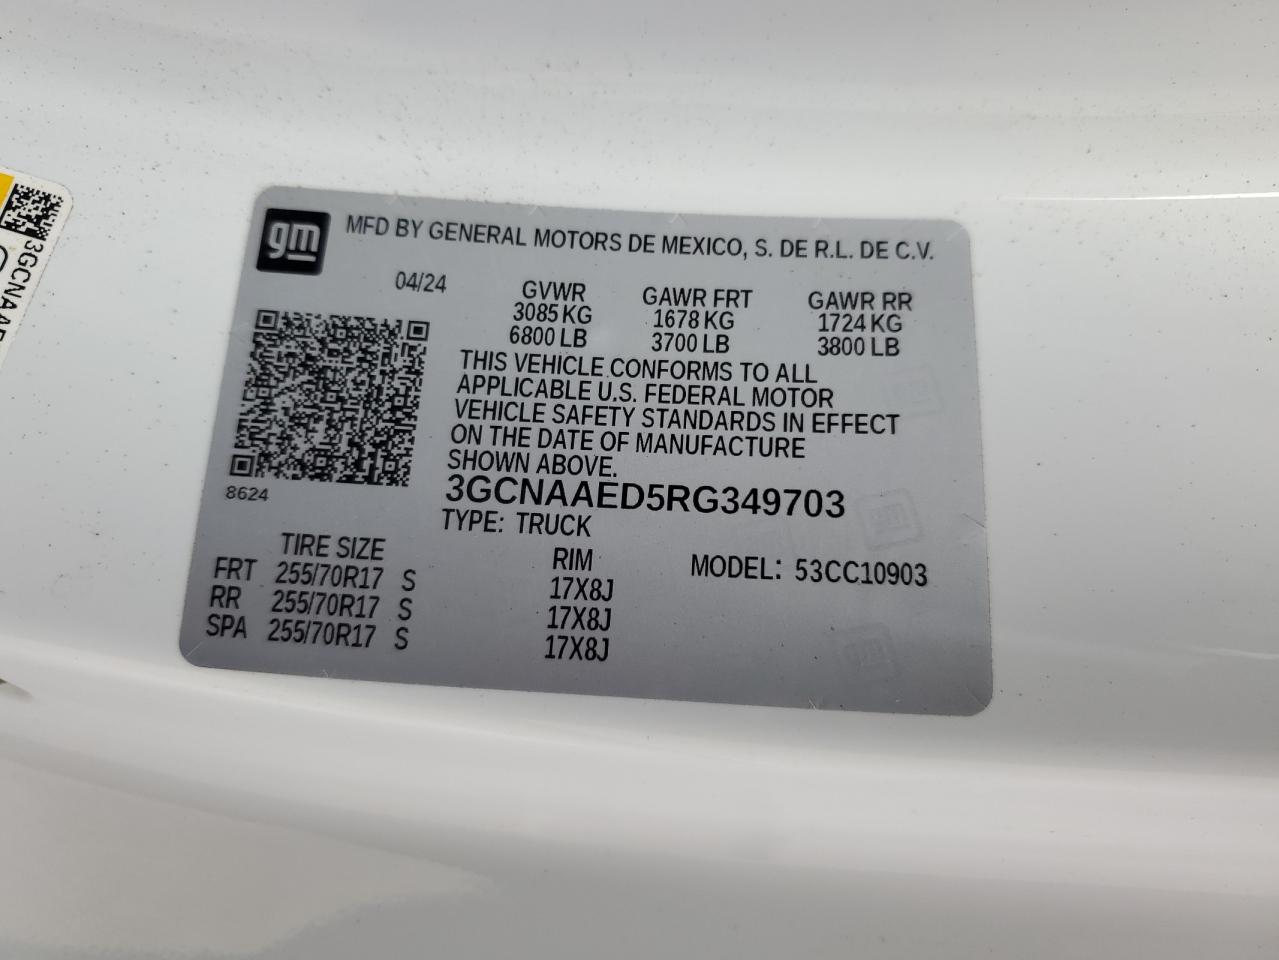 gm
MFD BY GENERAL MOTORS DE MEXICO, S. DE R.L. DE C.V.
04/24 GVWR GAWR FRT GAWR RR
3085 KG 1678 KG 1724 KG
6800 LB 3700 LB 3800 LB
THIS VEHICLE CONFORMS TO ALL
APPLICABLE U.S. FEDERAL MOTOR
VEHICLE SAFETY STANDARDS IN EFFECT
ON THE DATE OF MANUFACTURE
SHOWN ABOVE.
8624
3GCNAAED5RG349703
TYPE: TRUCK
TIRE SIZE RIM MODEL: 53CC10903
FRT 255/70R17 S 17X8J
RR 255/70R17 S 17X8J
SPA 255/70R17 S 17X8J
3GCNAAE